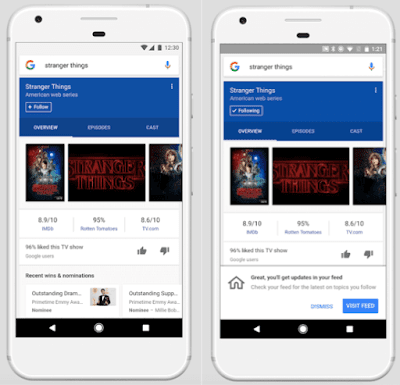 12:30
stranger things
Stranger Things
American web series
+ Follow
OVERVIEW EPISODES CAST
STRANGER
THINGS
8.9/10 95% 8.6/10
IMDb Rotten Tomatoes TV.com
96% liked this TV show
Google users
Recent wins & nominations
Outstanding Dram...
Primetime Emmy Awar...
Nominee
Outstanding Supp...
Primetime Emmy Awar...
Nominee – Millie Bob...
1:21
stranger things
Stranger Things
American web series
✓ Following
OVERVIEW EPISODES CAST
STRANGER
THINGS
8.9/10 95% 8.6/10
IMDb Rotten Tomatoes TV.com
96% liked this TV show
Google users
Great, you'll get updates in your feed
Check your feed for the latest on topics you follow
DISMISS VISIT FEED